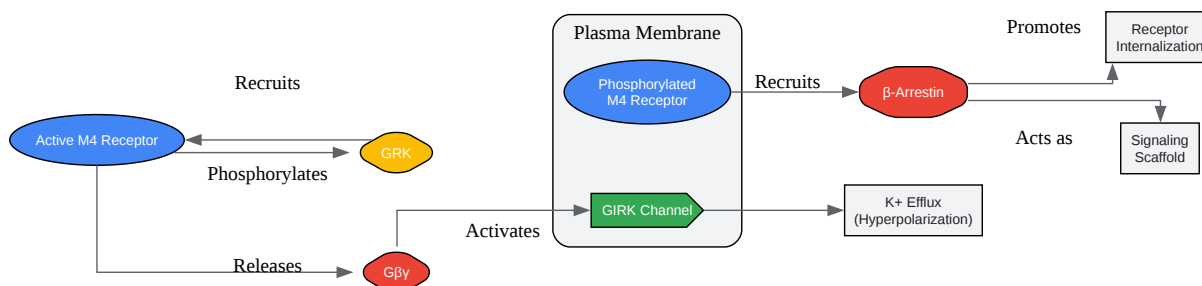 Plasma Membrane
Promotes
Receptor
Internalization
Recruits
Phosphorylated
M4 Receptor
Recruits
β-Arrestin
Active M4 Receptor
GRK
Phosphorylates
Acts as
Signaling
Scaffold
GIRK Channel
K+ Efflux
(Hyperpolarization)
Activates
Releases
Gβγ